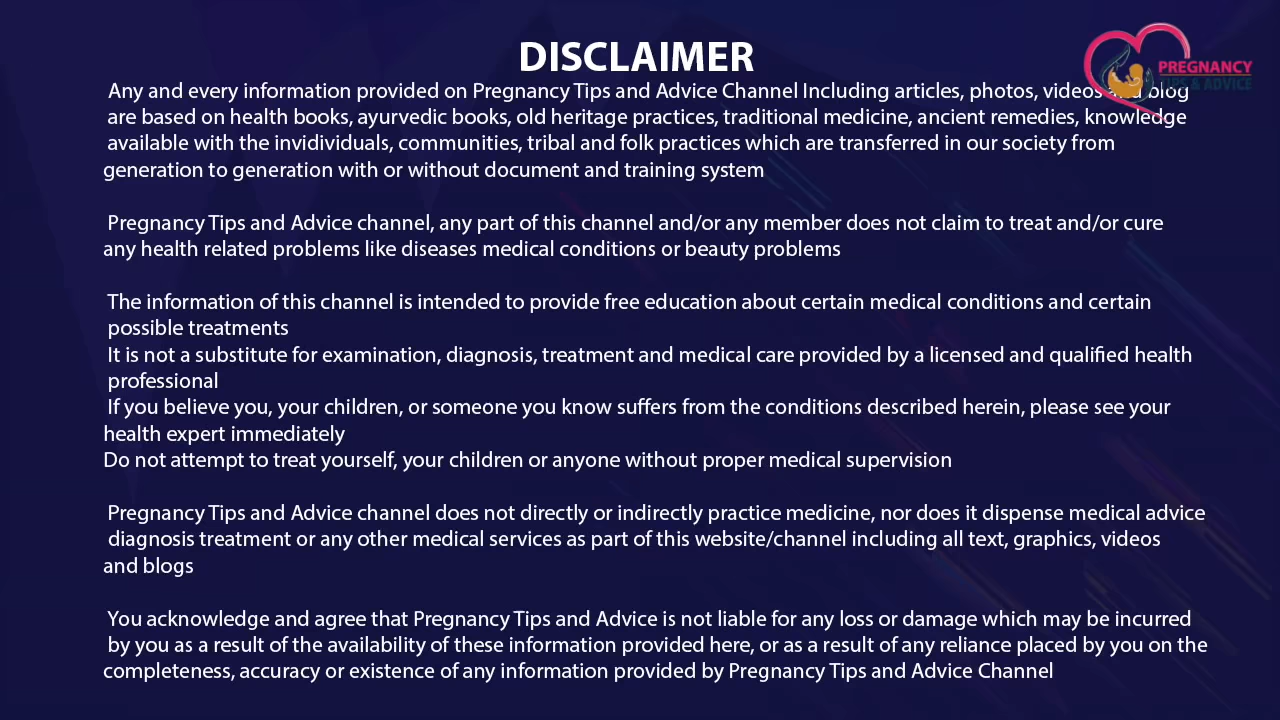 DISCLAIMER
PREGNANCY
TIPS & ADVICE
Any and every information provided on Pregnancy Tips and Advice Channel Including articles, photos, videos and blog
are based on health books, ayurvedic books, old heritage practices, traditional medicine, ancient remedies, knowledge
available with the invidividuals, communities, tribal and folk practices which are transferred in our society from
generation to generation with or without document and training system
Pregnancy Tips and Advice channel, any part of this channel and/or any member does not claim to treat and/or cure
any health related problems like diseases medical conditions or beauty problems
The information of this channel is intended to provide free education about certain medical conditions and certain
possible treatments
It is not a substitute for examination, diagnosis, treatment and medical care provided by a licensed and qualified health
professional
If you believe you, your children, or someone you know suffers from the conditions described herein, please see your
health expert immediately
Do not attempt to treat yourself, your children or anyone without proper medical supervision
Pregnancy Tips and Advice channel does not directly or indirectly practice medicine, nor does it dispense medical advice
diagnosis treatment or any other medical services as part of this website/channel including all text, graphics, videos
and blogs
You acknowledge and agree that Pregnancy Tips and Advice is not liable for any loss or damage which may be incurred
by you as a result of the availability of these information provided here, or as a result of any reliance placed by you on the
completeness, accuracy or existence of any information provided by Pregnancy Tips and Advice Channel